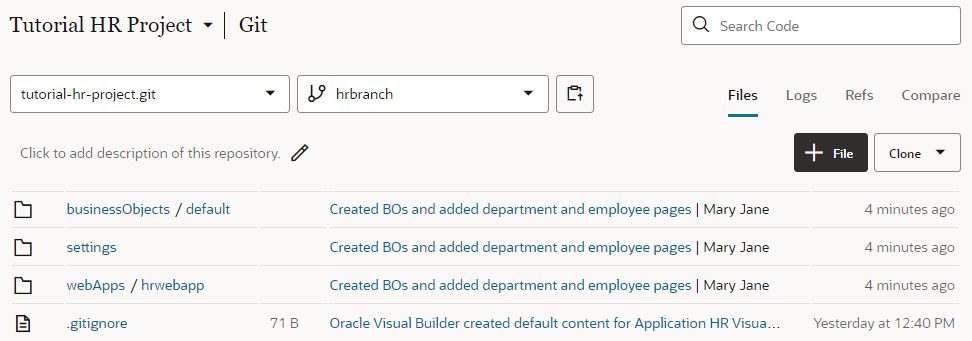 Tutorial HR Project Git
Search Code
tutorial-hr-project.git hrbranch
Files Logs Refs Compare
Click to add description of this repository.
File Clone
businessObjects / default Created BOs and added department and employee pages | Mary Jane 4 minutes ago
settings Created BOs and added department and employee pages | Mary Jane 4 minutes ago
webApps / hrwebapp Created BOs and added department and employee pages | Mary Jane 4 minutes ago
.gitignore 71 B Oracle Visual Builder created default content for Application HR Visua... Yesterday at 12:40 PM